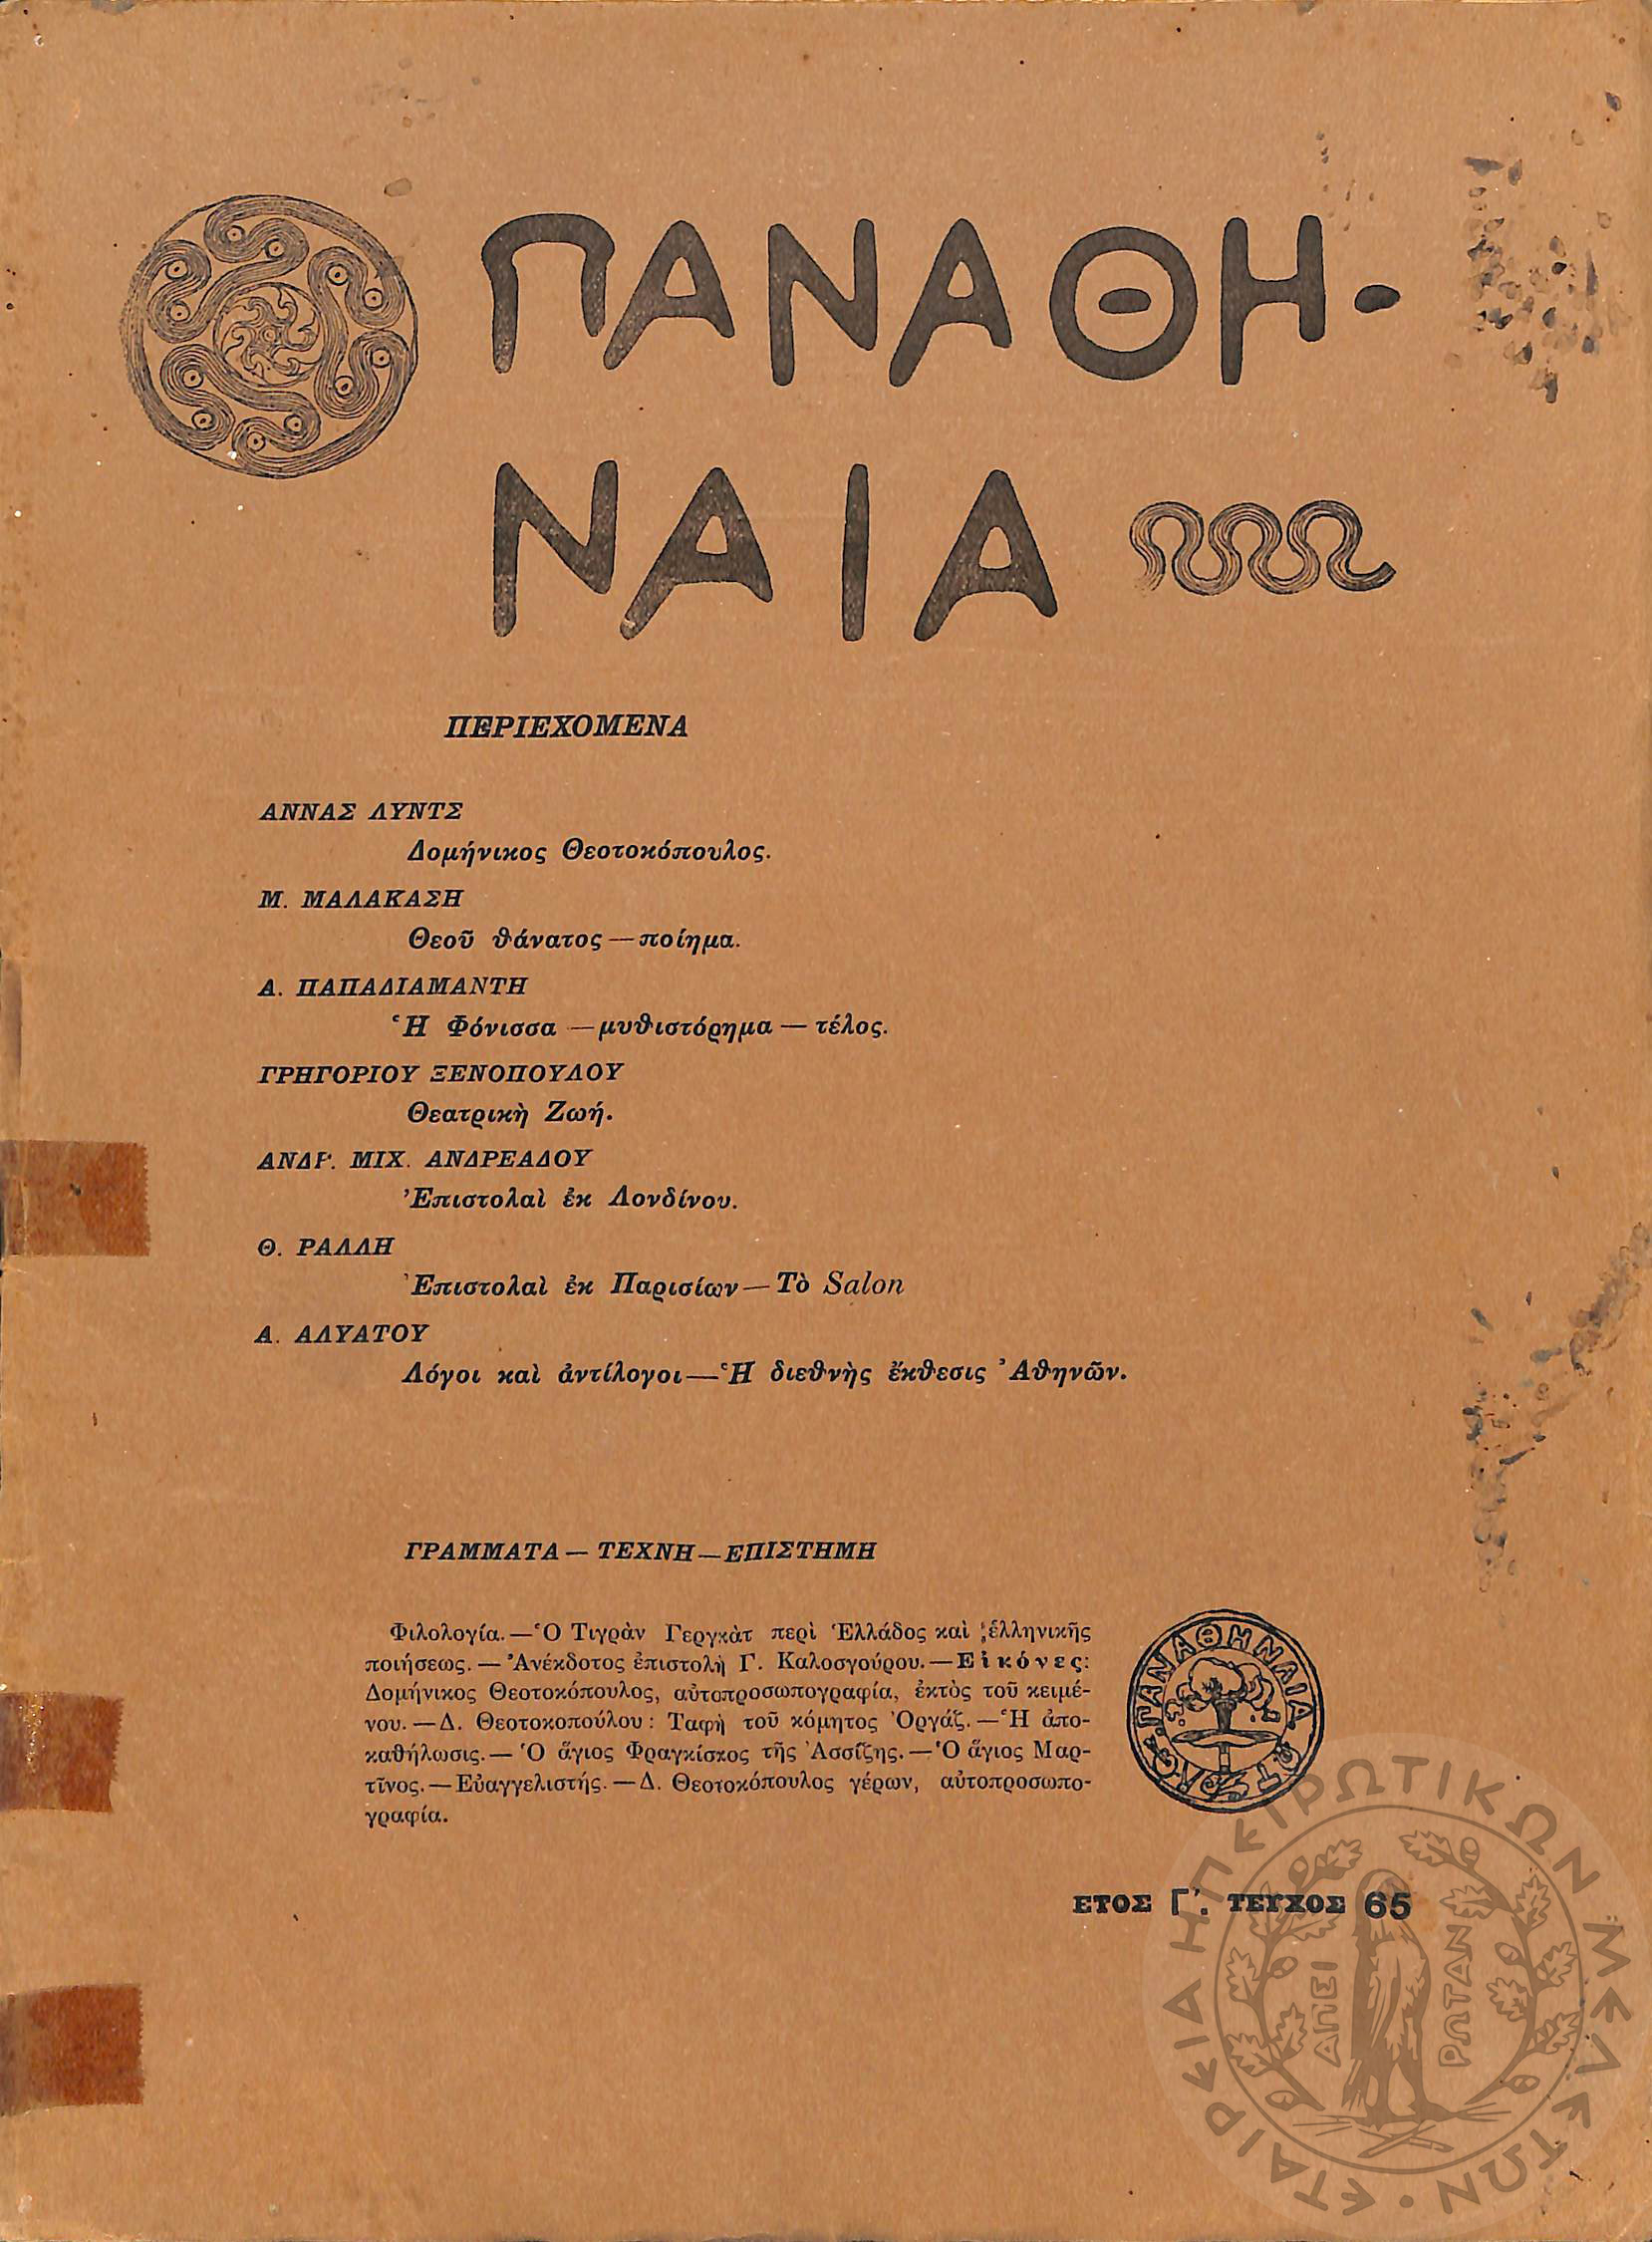 ΠΑΝΑΘΗ-
ΝΑΙΑ
ΠΕΡΙΕΧΟΜΕΝΑ
ΑΝΝΑΣ ΛΥΝΤΣ
Δομήνικος Θεοτοκόπουλος.
Μ. ΜΑΛΑΚΑΣΗ
Θεοῦ θάνατος — ποίημα.
Α. ΠΑΠΑΔΙΑΜΑΝΤΗ
Ἡ Φόνισσα — μυθιστόρημα — τέλος.
ΓΡΗΓΟΡΙΟΥ ΞΕΝΟΠΟΥΛΟΥ
Θεατρικὴ Ζωή.
ΑΝΔΡ. ΜΙΧ. ΑΝΔΡΕΑΔΟΥ
Ἐπιστολαὶ ἐκ Λονδίνου.
Θ. ΡΑΛΛΗ
Ἐπιστολαὶ ἐκ Παρισίων — Τὸ Salon
Α. ΑΛΥΑΤΟΥ
Λόγοι καὶ ἀντίλογοι — Ἡ διεθνὴς ἔκθεσις Ἀθηνῶν.
ΓΡΑΜΜΑΤΑ — ΤΕΧΝΗ — ΕΠΙΣΤΗΜΗ
Φιλολογία. — Ὁ Τιγρὰν Γεργκὰτ περὶ Ἑλλάδος καὶ ἑλληνικῆς
ποιήσεως. — Ἀνέκδοτος ἐπιστολὴ Γ. Καλοσγούρου. — Εἰκόνες:
Δομήνικος Θεοτοκόπουλος, αὐτοπροσωπογραφία, ἐκτὸς τοῦ κειμέ-
νου. — Δ. Θεοτοκοπούλου : Ταφὴ τοῦ κόμητος Ὀργάζ. — Ἡ ἀπο-
καθήλωσις. — Ὁ ἅγιος Φραγκίσκος τῆς Ἀσσίζης. — Ὁ ἅγιος Μαρ-
τῖνος. — Εὐαγγελιστής. — Δ. Θεοτοκόπουλος γέρων, αὐτοπροσωπο-
γραφία.
ΠΑΝΑΘΗΝΑΙΑ
ΕΤΟΣ Γ΄. ΤΕΥΧΟΣ 65
ΕΤΑΙΡΕΙΑ ΗΠΕΙΡΩΤΙΚΩΝ ΜΕΛΕΤΩΝ
ΑΠΕΙ
ΡΩΤΑΝ